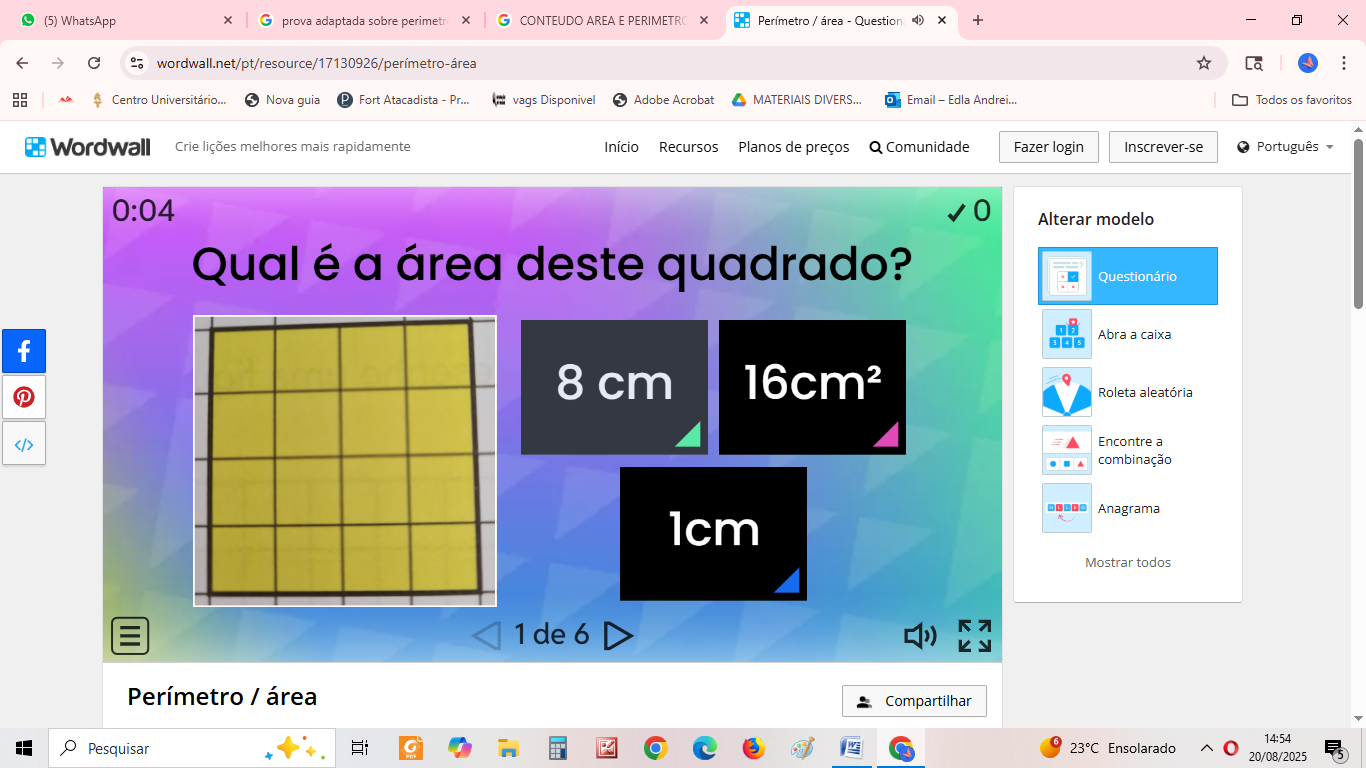 (5) WhatsApp
prova adaptada sobre perimetr
CONTEUDO AREA E PERIMETRO
Perímetro / área - Question
wordwall.net/pt/resource/17130926/perímetro-área
Centro Universitário...
Nova guia
Fort Atacadista - Pr...
vags Disponivel
Adobe Acrobat
MATERIAIS DIVERS...
Email – Edla Andrei...
Todos os favoritos
Wordwall
Crie lições melhores mais rapidamente
Início
Recursos
Planos de preços
Comunidade
Fazer login
Inscrever-se
Português
0:04
0
Qual é a área deste quadrado?
8 cm
16cm²
1cm
1 de 6
Alterar modelo
Questionário
Abra a caixa
Roleta aleatória
Encontre a
combinação
Anagrama
Mostrar todos
Perímetro / área
Compartilhar
Pesquisar
6
23°C Ensolarado
14:54
20/08/2025
5